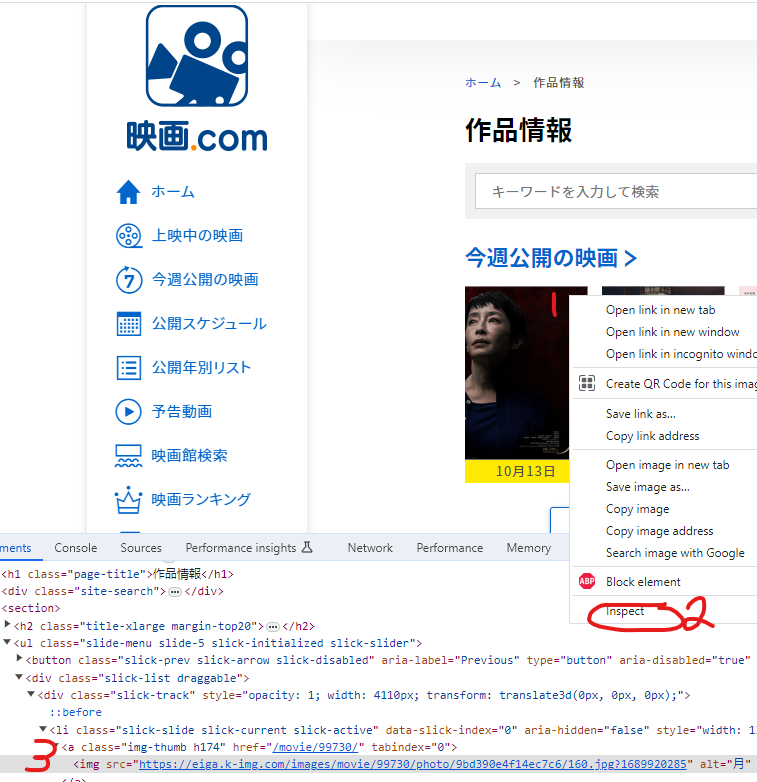 映画.com
ホーム
上映中の映画
7
今週公開の映画
公開スケジュール
公開年別リスト
予告動画
映画館検索
映画ランキング
ホーム > 作品情報
作品情報
キーワードを入力して検索
今週公開の映画 >
10月13日
1
Open link in new tab
Open link in new window
Open link in incognito windo
Create QR Code for this imag
Save link as...
Copy link address
Open image in new tab
Save image as...
Copy image
Copy image address
Search image with Google
ABP Block element
Inspect
2
ments Console Sources Performance insights Network Performance Memory
<h1 class="page-title">作品情報</h1>
<div class="site-search">…</div>
<section>
<h2 class="title-xlarge margin-top20">…</h2>
<ul class="slide-menu slide-5 slick-initialized slick-slider">
<button class="slick-prev slick-arrow slick-disabled" aria-label="Previous" type="button" aria-disabled="true"
<div class="slick-list draggable">
<div class="slick-track" style="opacity: 1; width: 4110px; transform: translate3d(0px, 0px, 0px);">
::before
<li class="slick-slide slick-current slick-active" data-slick-index="0" aria-hidden="false" style="width: 1
3
<a class="img-thumb h174" href="/movie/99730/" tabindex="0">
<img src="https://eiga.k-img.com/images/movie/99730/photo/9bd390e4f14ec7c6/160.jpg?1689920285" alt="月"
</a>